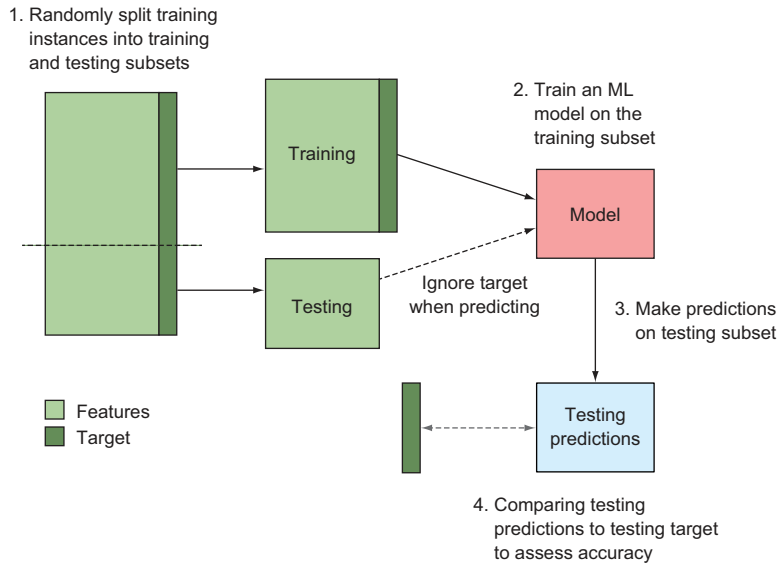 1. Randomly split training
instances into training
and testing subsets
Training
2. Train an ML
model on the
training subset
Model
Testing
Ignore target
when predicting
3. Make predictions
on testing subset
Features
Target
Testing
predictions
4. Comparing testing
predictions to testing target
to assess accuracy